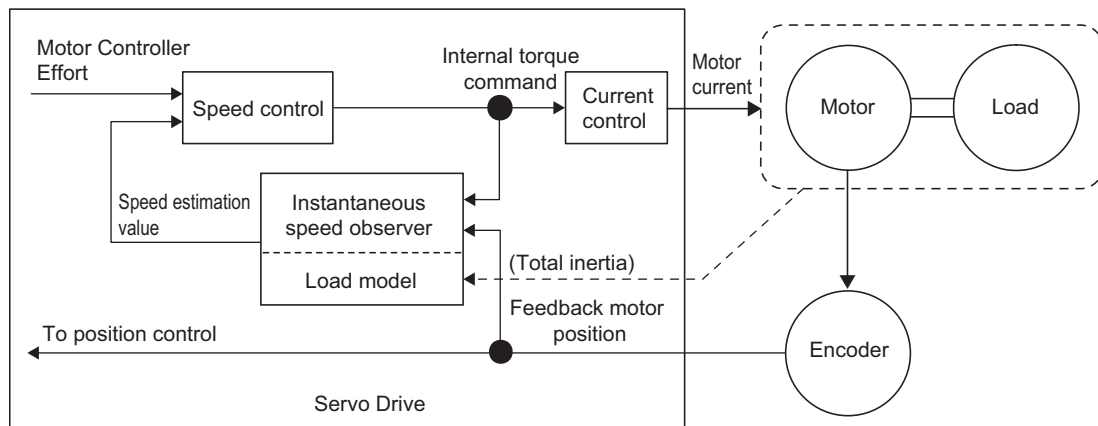 Motor Controller
Effort
Speed control
Internal torque
command
Current
control
Motor
current
Motor
Load
Speed estimation
value
Instantaneous
speed observer
Load model
(Total inertia)
Feedback motor
position
To position control
Encoder
Servo Drive